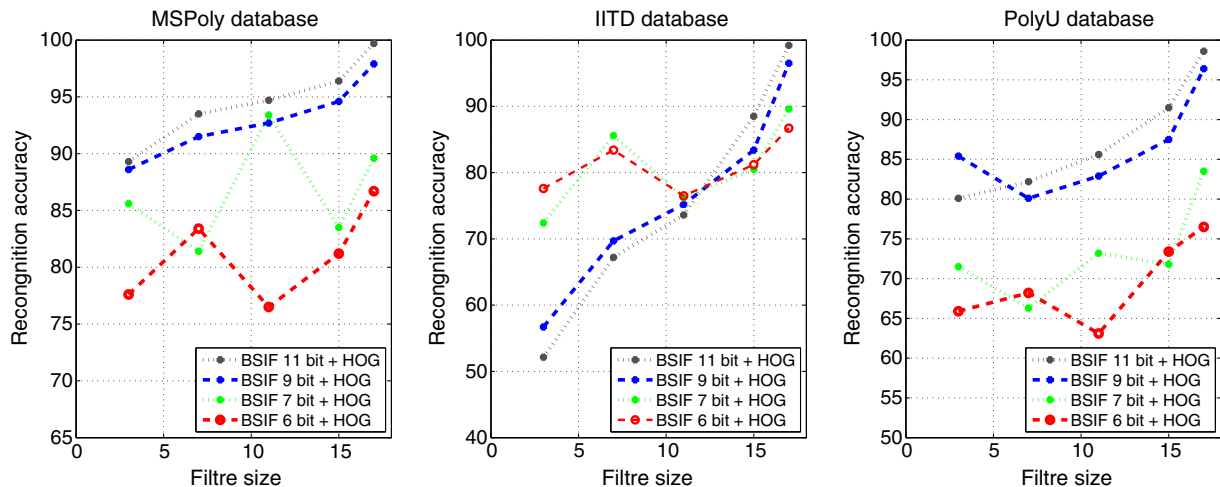 MSPoly database
100
95
90
85
80
75
70
65
0
5
10
15
Recongnition accuracy
Filtre size
BSIF 11 bit + HOG
BSIF 9 bit + HOG
BSIF 7 bit + HOG
BSIF 6 bit + HOG
IITD database
100
90
80
70
60
50
40
0
5
10
15
Recongnition accuracy
Filtre size
BSIF 11 bit + HOG
BSIF 9 bit + HOG
BSIF 7 bit + HOG
BSIF 6 bit + HOG
PolyU database
100
95
90
85
80
75
70
65
60
55
50
0
5
10
15
Recongnition accuracy
Filtre size
BSIF 11 bit + HOG
BSIF 9 bit + HOG
BSIF 7 bit + HOG
BSIF 6 bit + HOG